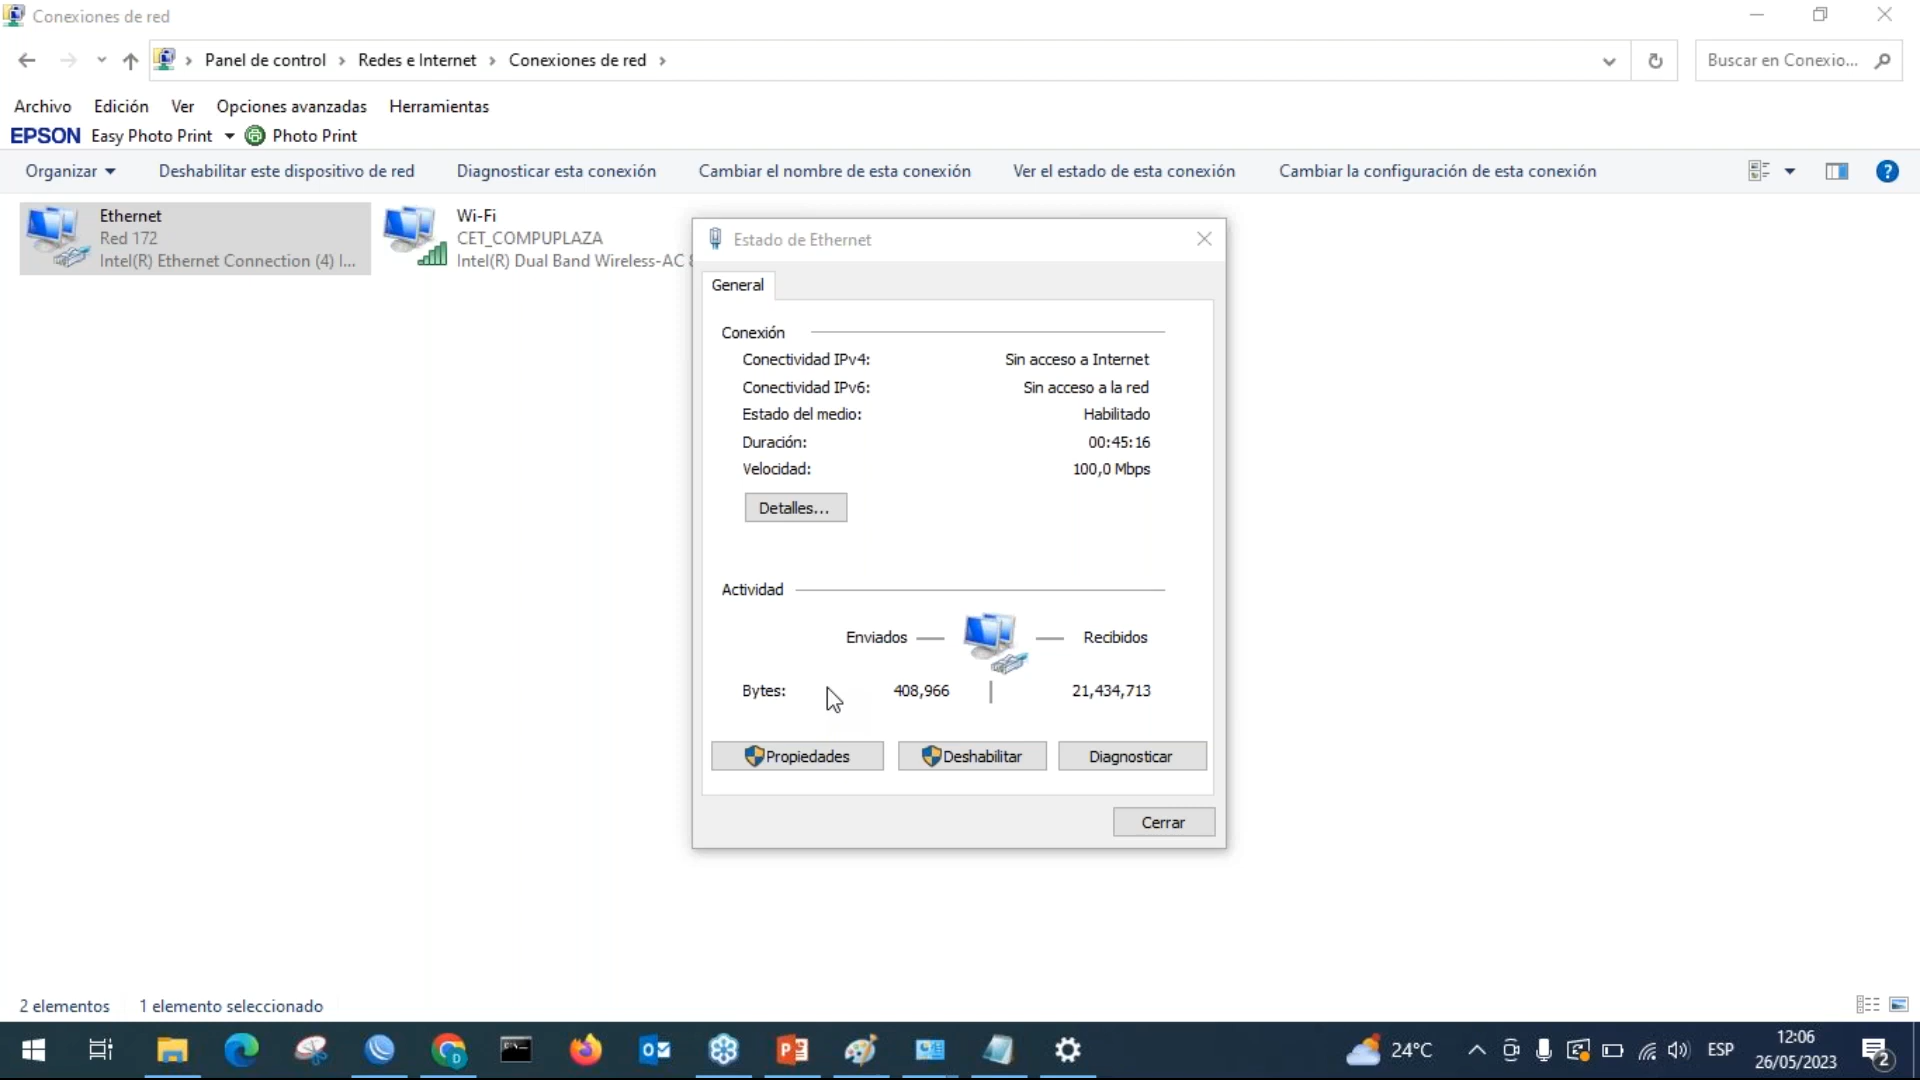 Conexiones de red
Panel de control > Redes e Internet > Conexiones de red >
Buscar en Conexio...
Archivo Edición Ver Opciones avanzadas Herramientas
EPSON Easy Photo Print Photo Print
Organizar Deshabilitar este dispositivo de red Diagnosticar esta conexión Cambiar el nombre de esta conexión Ver el estado de esta conexión Cambiar la configuración de esta conexión
Ethernet
Red 172
Intel(R) Ethernet Connection (4) I...
Wi-Fi
CET_COMPUPLAZA
Intel(R) Dual Band Wireless-AC 8
Estado de Ethernet
General
Conexión
Conectividad IPv4: Sin acceso a Internet
Conectividad IPv6: Sin acceso a la red
Estado del medio: Habilitado
Duración: 00:45:16
Velocidad: 100,0 Mbps
Detalles...
Actividad
Enviados — — Recibidos
Bytes: 408,966 | 21,434,713
Propiedades Deshabilitar Diagnosticar
Cerrar
2 elementos 1 elemento seleccionado
24°C
ESP
12:06
26/05/2023
2